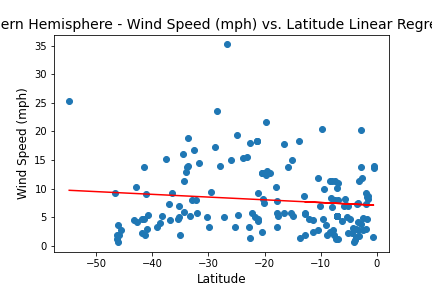 ern Hemisphere - Wind Speed (mph) vs. Latitude Linear Regre
Wind Speed (mph)
35
30
25
20
15
10
5
0
−50 −40 −30 −20 −10 0
Latitude